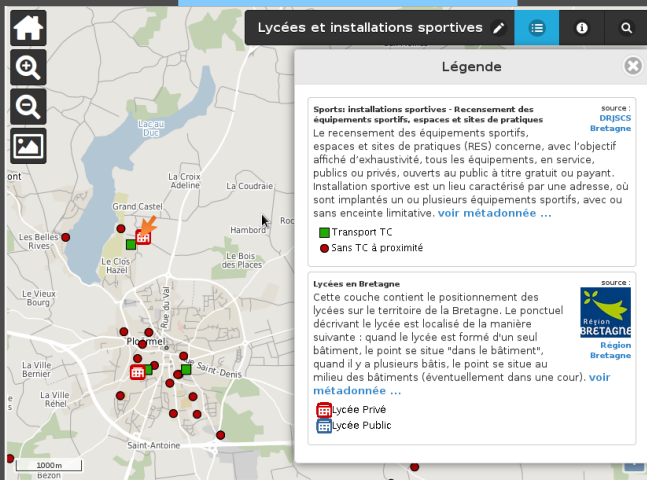 Lycées et installations sportives
Légende
Sports: installations sportives - Recensement des
équipements sportifs, espaces et sites de pratiques
source :
DRJSCS
Bretagne
Le recensement des équipements sportifs,
espaces et sites de pratiques (RES) concerne, avec l'objectif
affiché d'exhaustivité, tous les équipements, en service,
publics ou privés, ouverts au public à titre gratuit ou payant.
Installation sportive est un lieu caractérisé par une adresse, où
sont implantés un ou plusieurs équipements sportifs, avec ou
sans enceinte limitative. voir métadonnée ...
Transport TC
Sans TC à proximité
Lycées en Bretagne
source :
Région
BRETAGNE
Région
Bretagne
Cette couche contient le positionnement des
lycées sur le territoire de la Bretagne. Le ponctuel
décrivant le lycée est localisé de la manière
suivante : quand le lycée est formé d'un seul
bâtiment, le point se situe "dans le bâtiment",
quand il y a plusieurs bâtis, le point se situe au
milieu des bâtiments (éventuellement dans une cour). voir
métadonnée ...
Lycée Privé
Lycée Public
Lac au
Duc
ont
La Croix
Adeline
La Coudraie
Grand Castel
Roc
Hambord
Les Belles
Rives
Le Clos
Hazel
Le Bois
des Places
Le Vieux
Bourg
Rue du Val
Ploërmel
La Ville
Bernier
Rue Saint-Denis
La Ville
Réhel
Saint-Antoine
1000m
Bézon